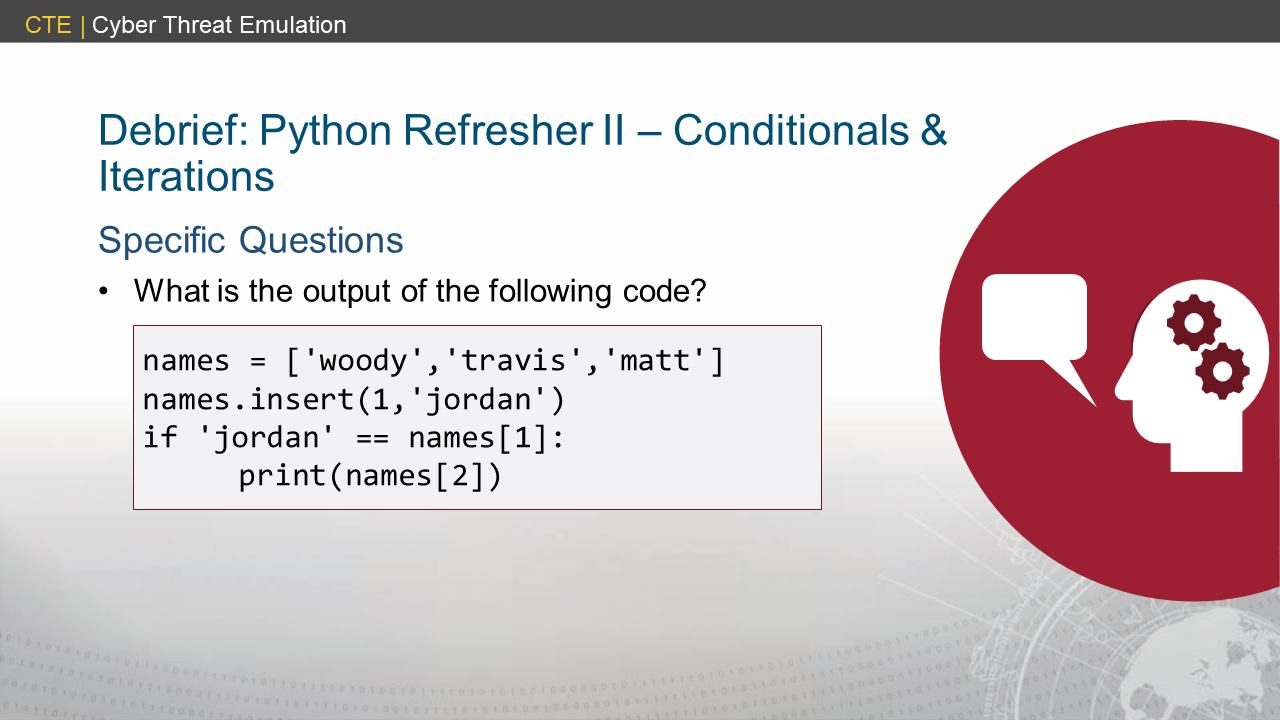 CTE | Cyber Threat Emulation
Debrief: Python Refresher II – Conditionals &
Iterations
Specific Questions
• What is the output of the following code?
names = ['woody','travis','matt']
names.insert(1,'jordan')
if 'jordan' == names[1]:
     print(names[2])